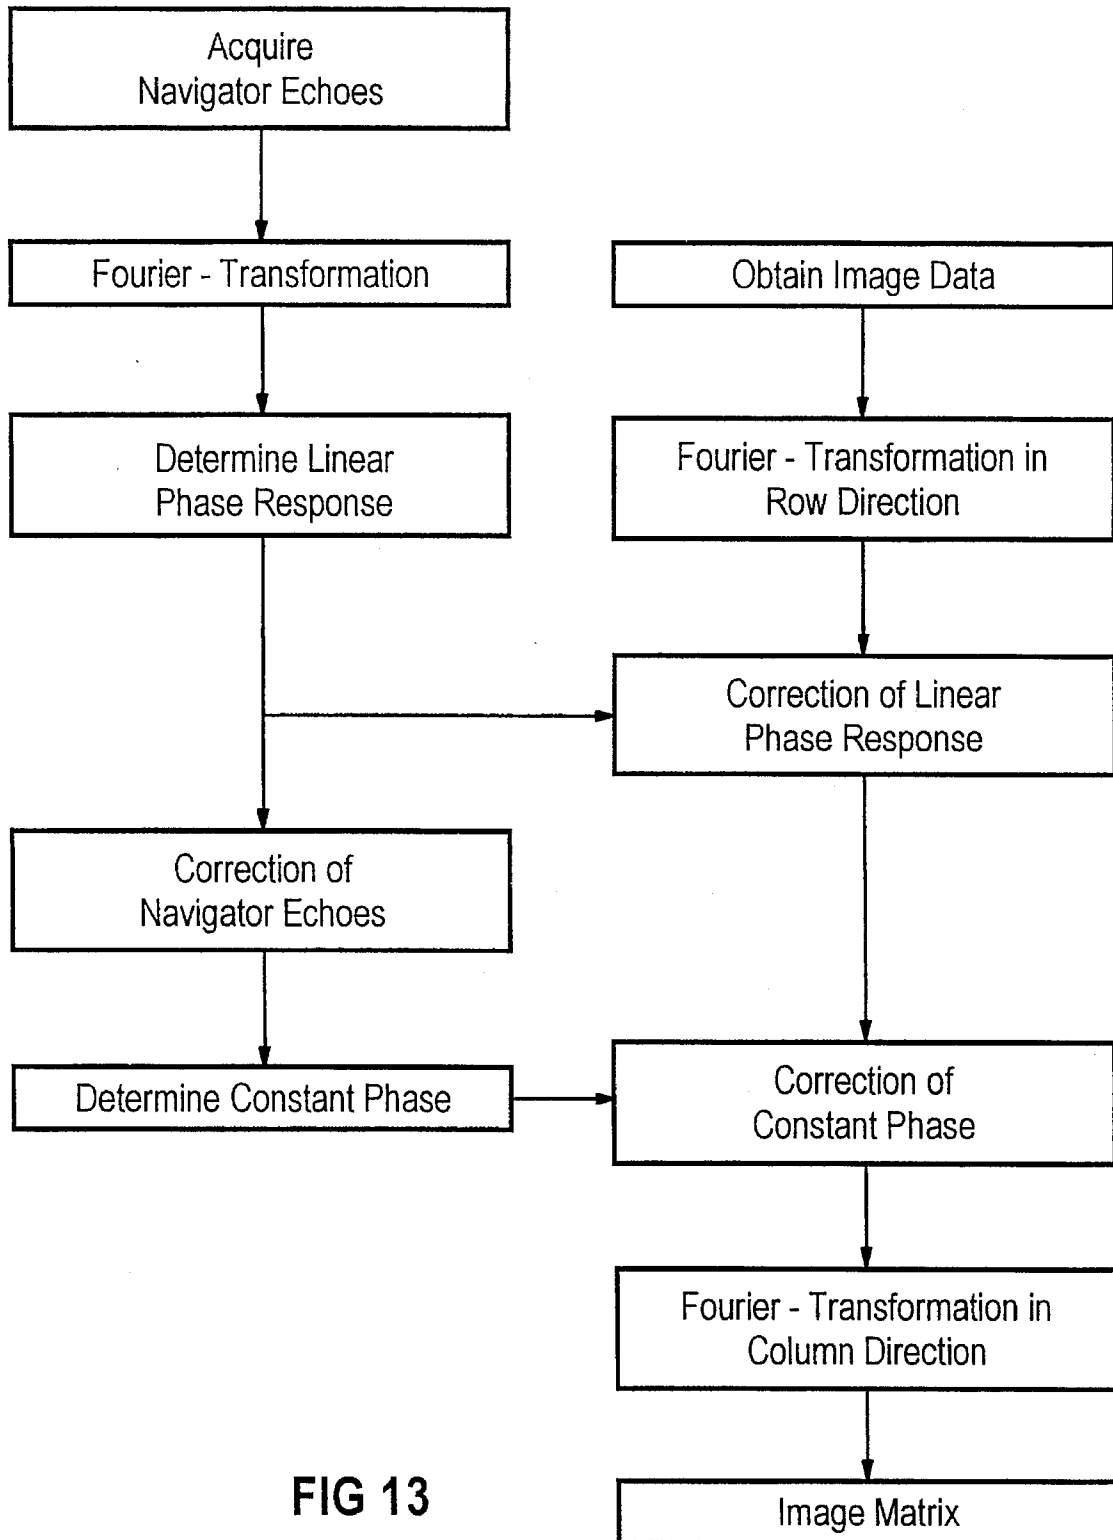 Acquire
Navigator Echoes
Fourier - Transformation
Determine Linear
Phase Response
Correction of
Navigator Echoes
Determine Constant Phase
Obtain Image Data
Fourier - Transformation in
Row Direction
Correction of Linear
Phase Response
Correction of
Constant Phase
Fourier - Transformation in
Column Direction
Image Matrix
FIG 13